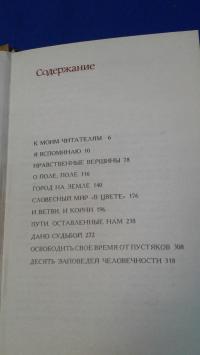 Содержание
К МОИМ ЧИТАТЕЛЯМ 6
Я ВСПОМИНАЮ 10
НРАВСТВЕННЫЕ ВЕРШИНЫ 78
О ПОЛЕ, ПОЛЕ 116
ГОРОД НА ЗЕМЛЕ 140
СЛОВЕСНЫЙ МИР «В ЦВЕТЕ» 176
И ВЕТВИ, И КОРНИ 196
ПУТИ, ОСТАВЛЕННЫЕ НАМ 238
ДАНО СУДЬБОЙ 272
ОСВОБОДИТЬ СВОЕ ВРЕМЯ ОТ ПУСТЯКОВ 308
ДЕСЯТЬ ЗАПОВЕДЕЙ ЧЕЛОВЕЧНОСТИ 318